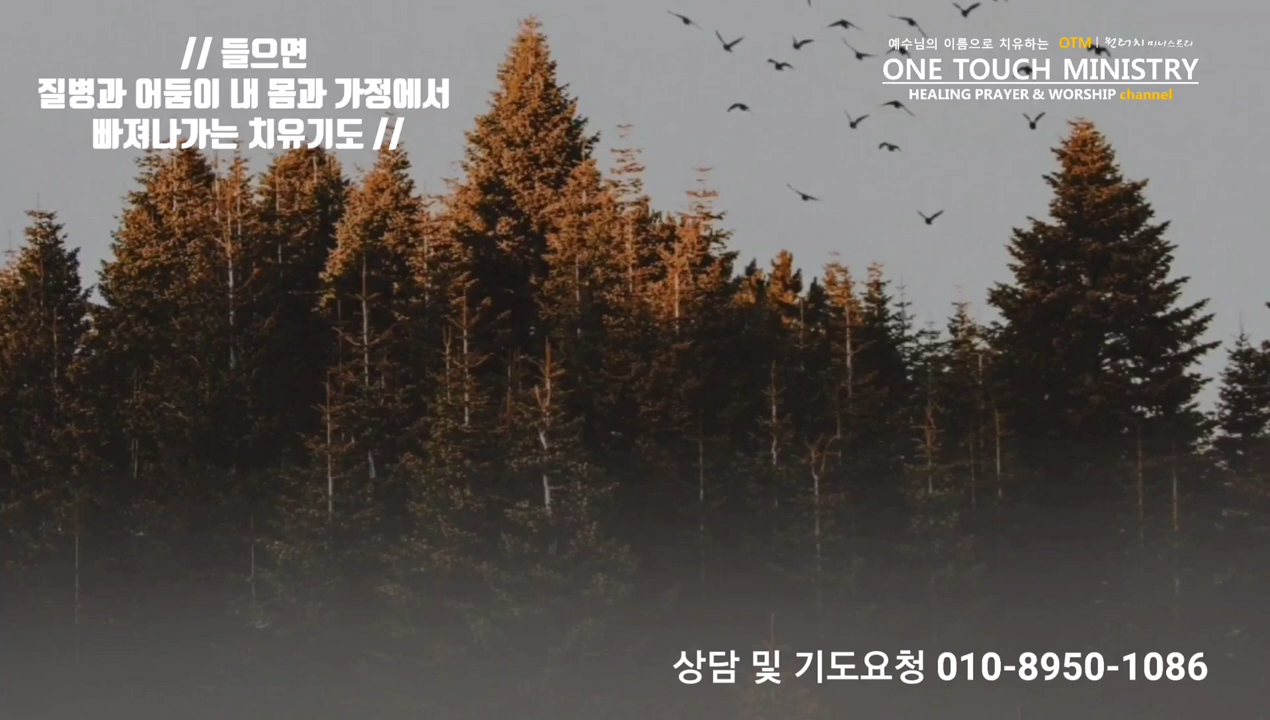 // 들으면
질병과 어둠이 내 몸과 가정에서
빠져나가는 치유기도 //
예수님의 이름으로 치유하는 OTM | 원터치 미니스트리
ONE TOUCH MINISTRY
HEALING PRAYER & WORSHIP channel
상담 및 기도요청 010-8950-1086